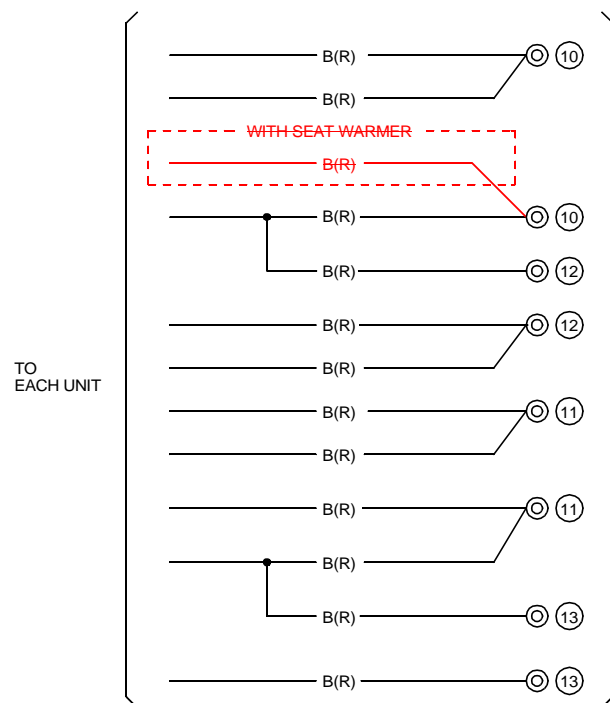 B(R) 10
B(R)
WITH SEAT WARMER
B(R)
B(R) 10
B(R) 12
B(R) 12
TO
EACH UNIT
B(R)
B(R) 11
B(R)
B(R) 11
B(R)
B(R) 13
B(R) 13